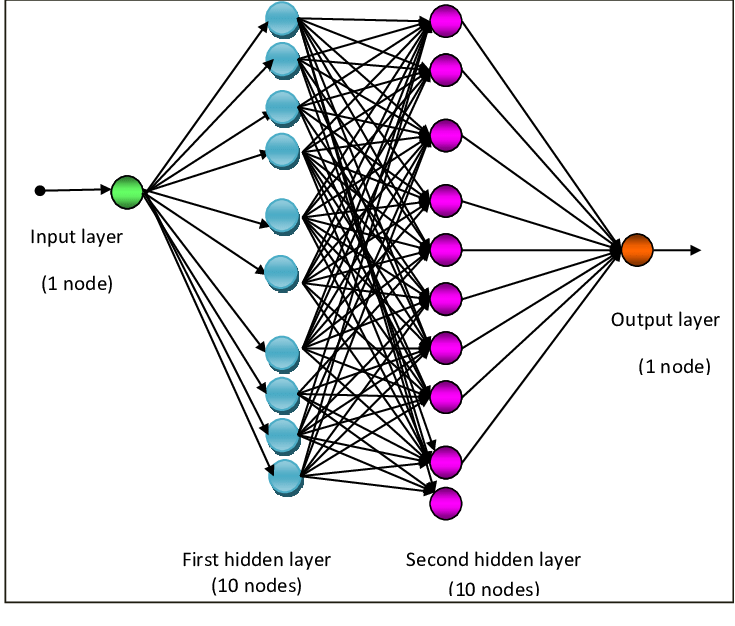 Input layer
(1 node)
Output layer
(1 node)
First hidden layer
(10 nodes)
Second hidden layer
(10 nodes)